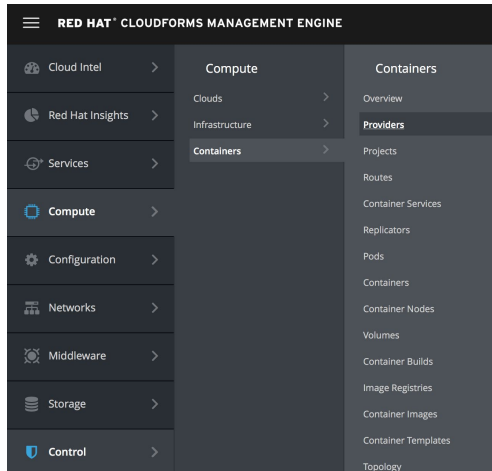 RED HAT® CLOUDFORMS MANAGEMENT ENGINE
Cloud Intel
Red Hat Insights
Services
Compute
Configuration
Networks
Middleware
Storage
Control
Compute
Clouds
Infrastructure
Containers
Containers
Overview
Providers
Projects
Routes
Container Services
Replicators
Pods
Containers
Container Nodes
Volumes
Container Builds
Image Registries
Container Images
Container Templates
Topology